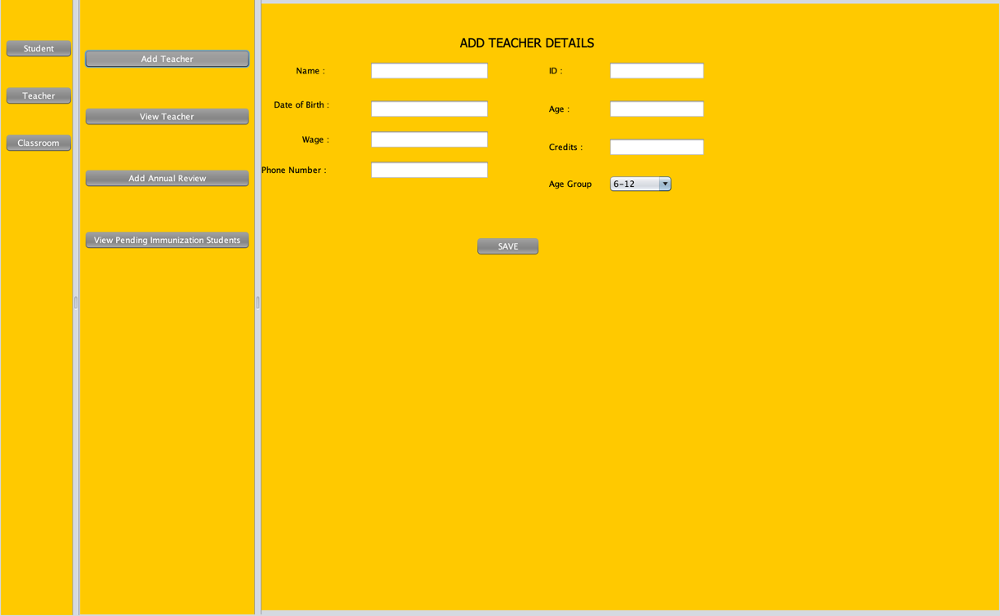 Student
Teacher
Classroom
Add Teacher
View Teacher
Add Annual Review
View Pending Immunization Students
ADD TEACHER DETAILS
Name :
ID :
Date of Birth :
Age :
Wage :
Credits :
Phone Number :
Age Group
6-12
SAVE